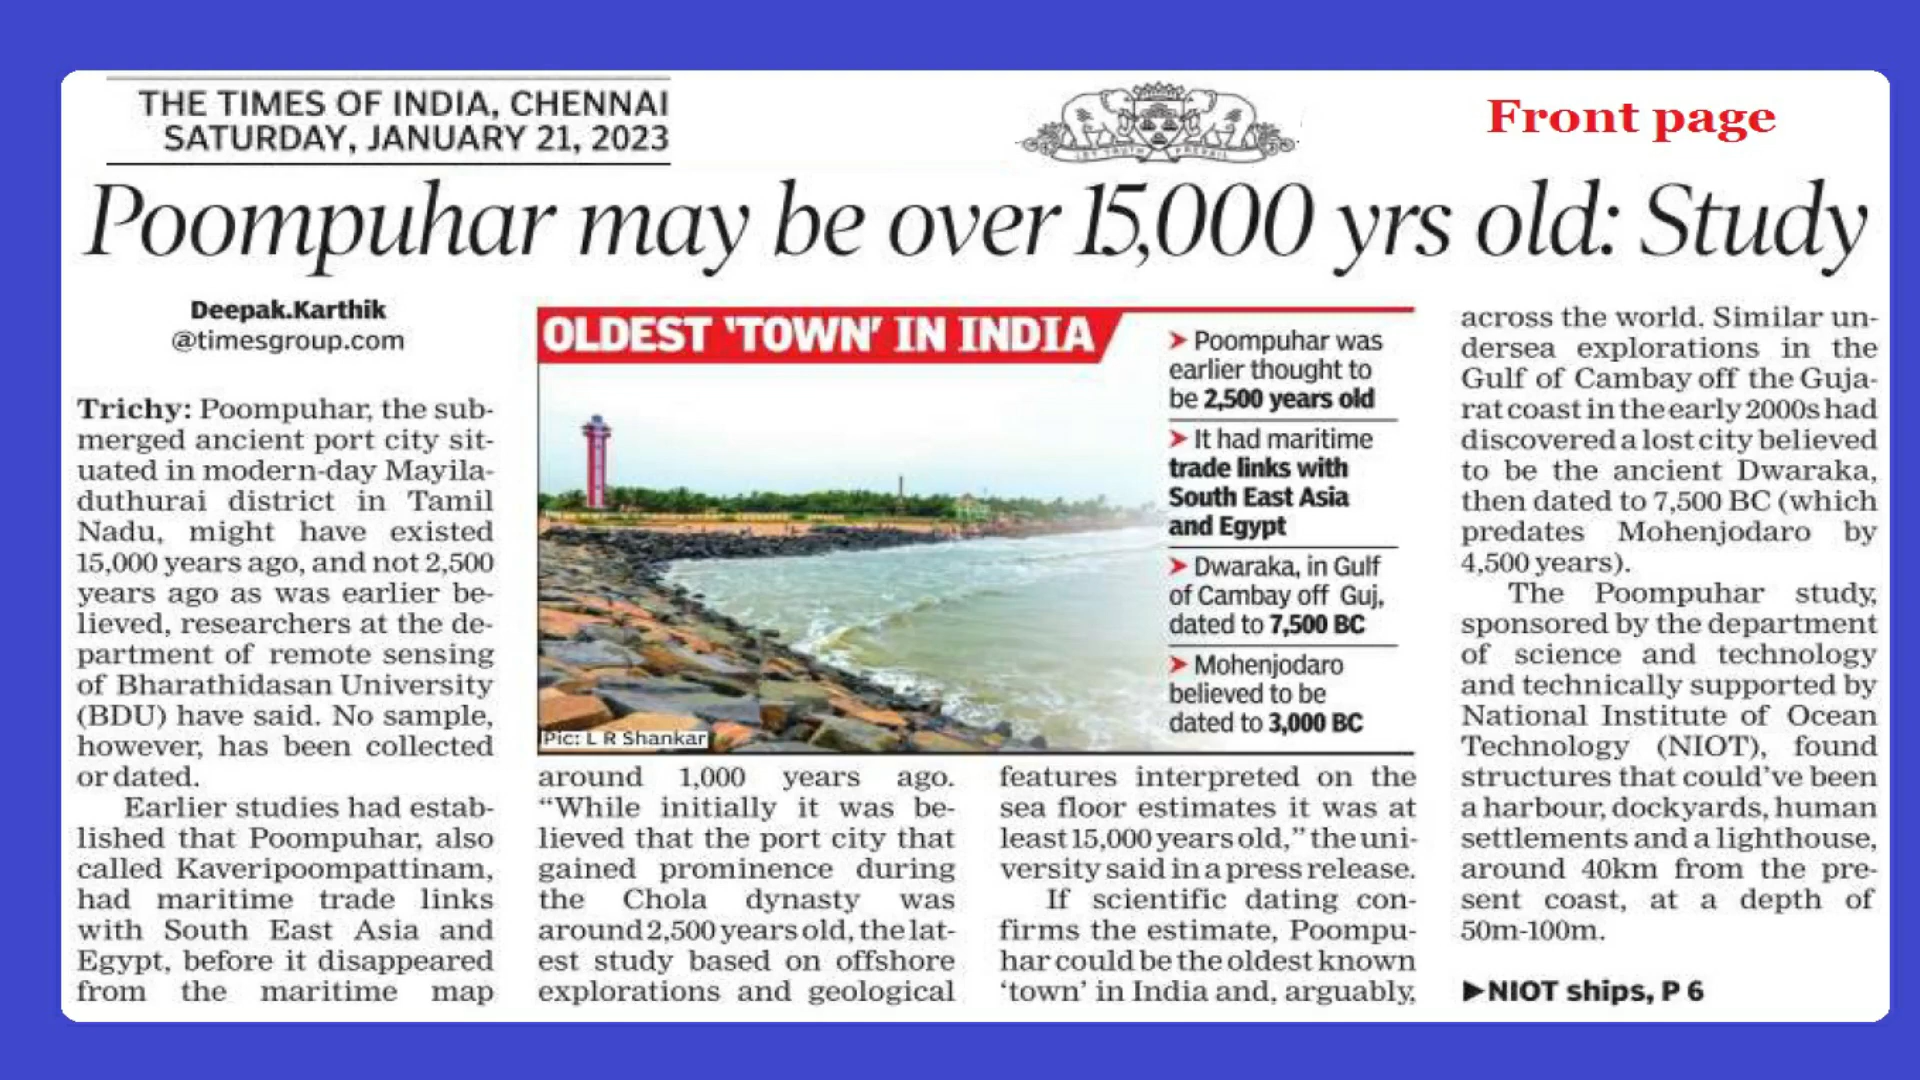 THE TIMES OF INDIA, CHENNAI
SATURDAY, JANUARY 21, 2023
LET TRUTH PREVAIL
Front page
Poompuhar may be over 15,000 yrs old: Study
Deepak.Karthik
@timesgroup.com
Trichy: Poompuhar, the sub-
merged ancient port city sit-
uated in modern-day Mayila-
duthurai district in Tamil
Nadu, might have existed
15,000 years ago, and not 2,500
years ago as was earlier be-
lieved, researchers at the de-
partment of remote sensing
of Bharathidasan University
(BDU) have said. No sample,
however, has been collected
or dated.
Earlier studies had estab-
lished that Poompuhar, also
called Kaveripoompattinam,
had maritime trade links
with South East Asia and
Egypt, before it disappeared
from the maritime map
OLDEST 'TOWN' IN INDIA
➤ Poompuhar was
earlier thought to
be 2,500 years old
➤ It had maritime
trade links with
South East Asia
and Egypt
➤ Dwaraka, in Gulf
of Cambay off Guj,
dated to 7,500 BC
➤ Mohenjodaro
believed to be
dated to 3,000 BC
Pic: L R Shankar
around 1,000 years ago.
“While initially it was be-
lieved that the port city that
gained prominence during
the Chola dynasty was
around 2,500 years old, the lat-
est study based on offshore
explorations and geological
features interpreted on the
sea floor estimates it was at
least 15,000 years old,” the uni-
versity said in a press release.
If scientific dating con-
firms the estimate, Poompu-
har could be the oldest known
‘town’ in India and, arguably,
across the world. Similar un-
dersea explorations in the
Gulf of Cambay off the Guja-
rat coast in the early 2000s had
discovered a lost city believed
to be the ancient Dwaraka,
then dated to 7,500 BC (which
predates Mohenjodaro by
4,500 years).
The Poompuhar study,
sponsored by the department
of science and technology
and technically supported by
National Institute of Ocean
Technology (NIOT), found
structures that could’ve been
a harbour, dockyards, human
settlements and a lighthouse,
around 40km from the pre-
sent coast, at a depth of
50m-100m.
▶NIOT ships, P 6